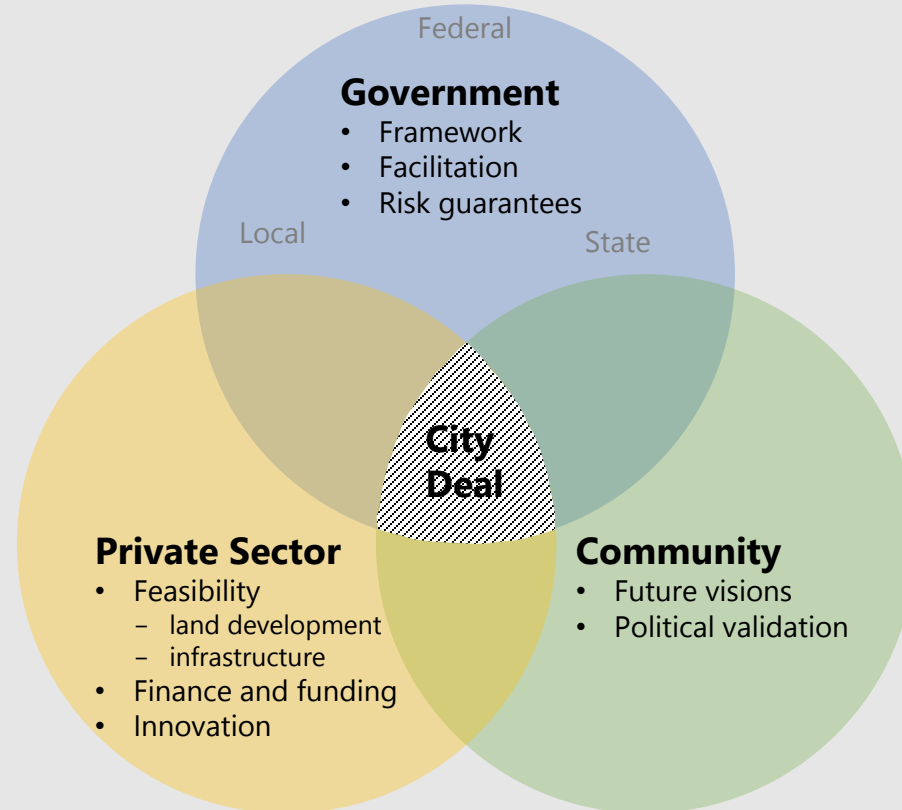 Federal
Government
• Framework
• Facilitation
• Risk guarantees
Local
State
City
Deal
Private Sector
• Feasibility
– land development
– infrastructure
• Finance and funding
• Innovation
Community
• Future visions
• Political validation